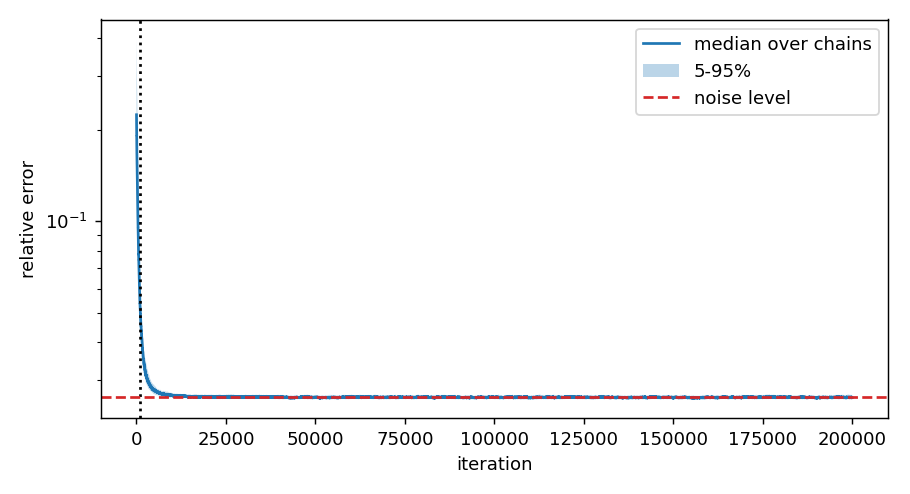 median over chains
5-95%
noise level
relative error
10⁻¹
0 25000 50000 75000 100000 125000 150000 175000 200000
iteration